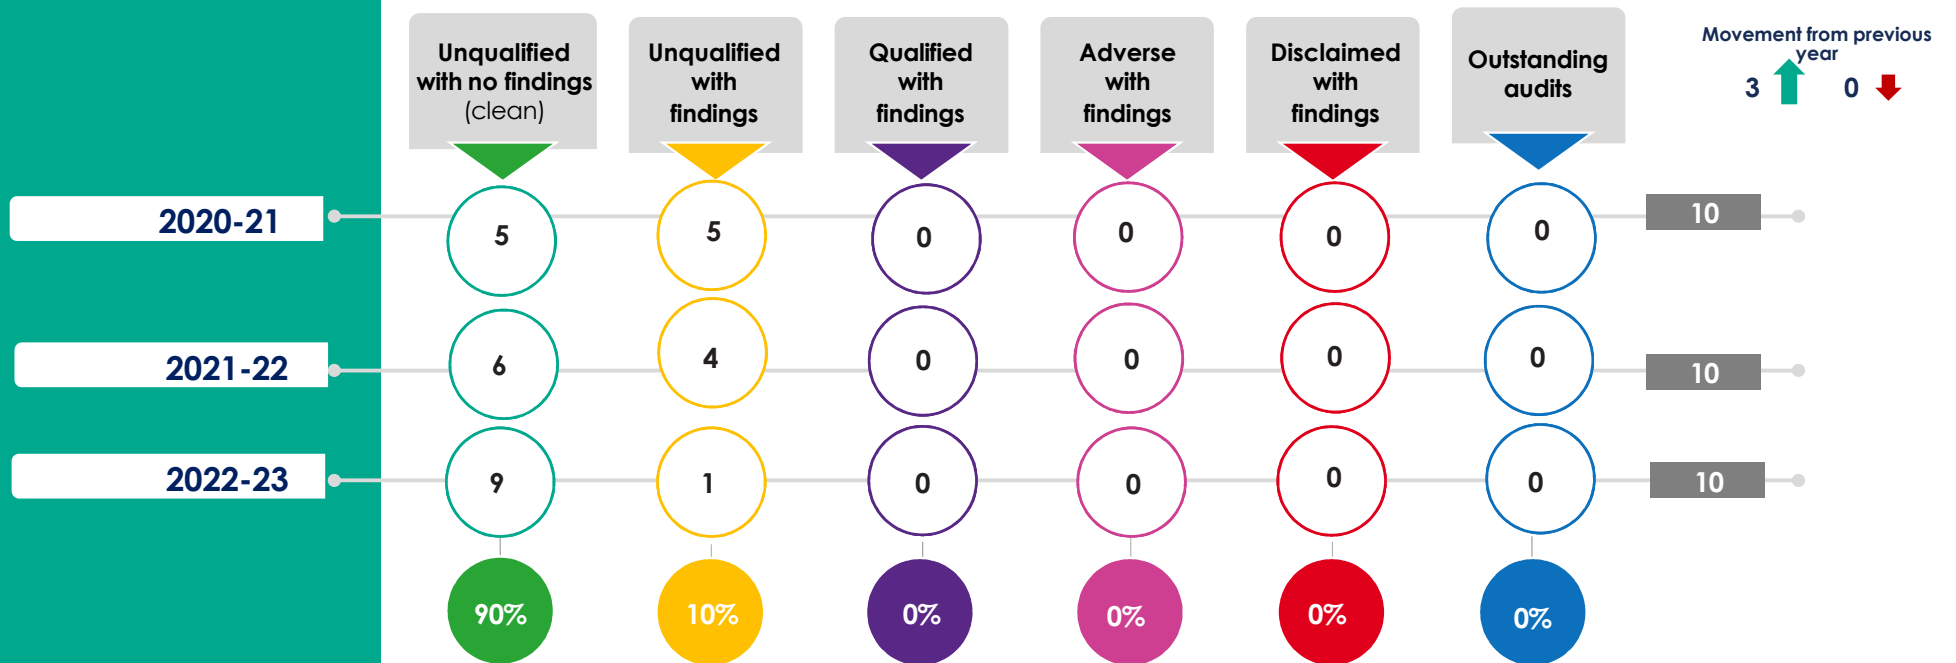 Unqualified
with no findings
(clean)
Unqualified
with
findings
Qualified
with
findings
Adverse
with
findings
Disclaimed
with
findings
Outstanding
audits
Movement from previous
year
3 0
2020-21 5 5 0 0 0 0 10
2021-22 6 4 0 0 0 0 10
2022-23 9 1 0 0 0 0 10
90% 10% 0% 0% 0% 0%